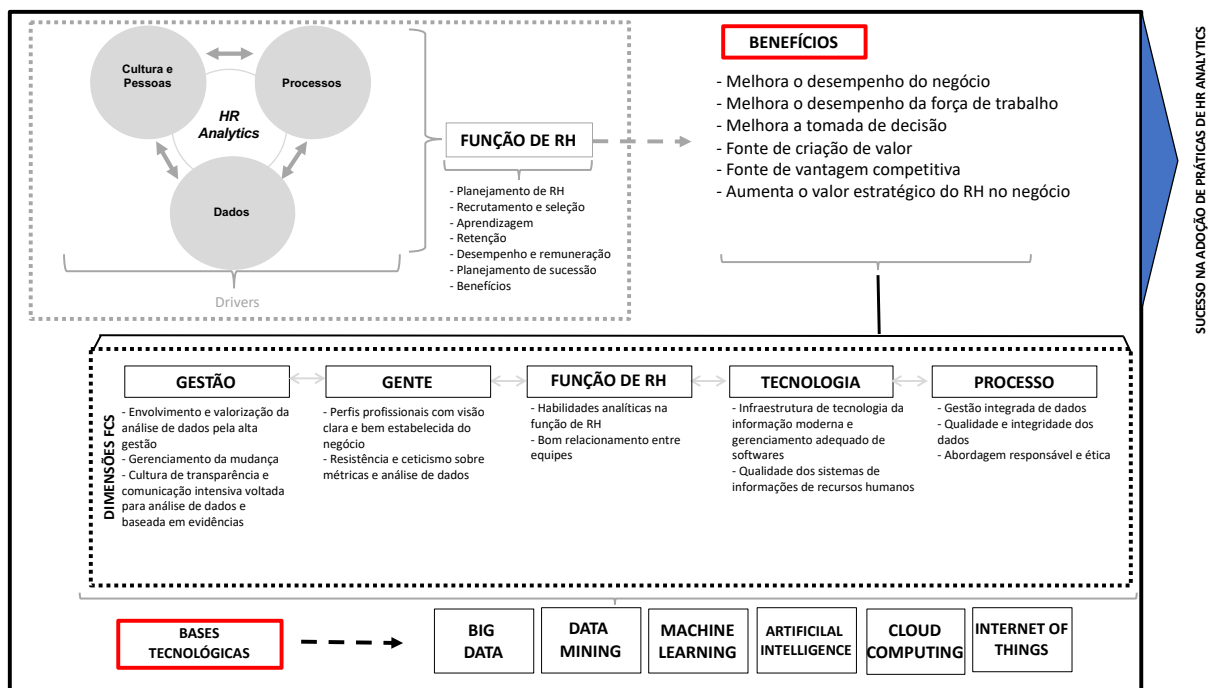 Cultura e
Pessoas
Processos
HR
Analytics
Dados
Drivers
FUNÇÃO DE RH
- Planejamento de RH
- Recrutamento e seleção
- Aprendizagem
- Retenção
- Desempenho e remuneração
- Planejamento de sucessão
- Benefícios
BENEFÍCIOS
- Melhora o desempenho do negócio
- Melhora o desempenho da força de trabalho
- Melhora a tomada de decisão
- Fonte de criação de valor
- Fonte de vantagem competitiva
- Aumenta o valor estratégico do RH no negócio
SUCESSO NA ADOÇÃO DE PRÁTICAS DE HR ANALYTICS
DIMENSÕES FCS
GESTÃO
- Envolvimento e valorização da
análise de dados pela alta
gestão
- Gerenciamento da mudança
- Cultura de transparência e
comunicação intensiva voltada
para análise de dados e
baseada em evidências
GENTE
- Perfis profissionais com visão
clara e bem estabelecida do
negócio
- Resistência e ceticismo sobre
métricas e análise de dados
FUNÇÃO DE RH
- Habilidades analíticas na
função de RH
- Bom relacionamento entre
equipes
TECNOLOGIA
- Infraestrutura de tecnologia da
informação moderna e
gerenciamento adequado de
softwares
- Qualidade dos sistemas de
informações de recursos humanos
PROCESSO
- Gestão integrada de dados
- Qualidade e integridade dos
dados
- Abordagem responsável e ética
BASES
TECNOLÓGICAS
BIG
DATA
DATA
MINING
MACHINE
LEARNING
ARTIFICILAL
INTELLIGENCE
CLOUD
COMPUTING
INTERNET OF
THINGS